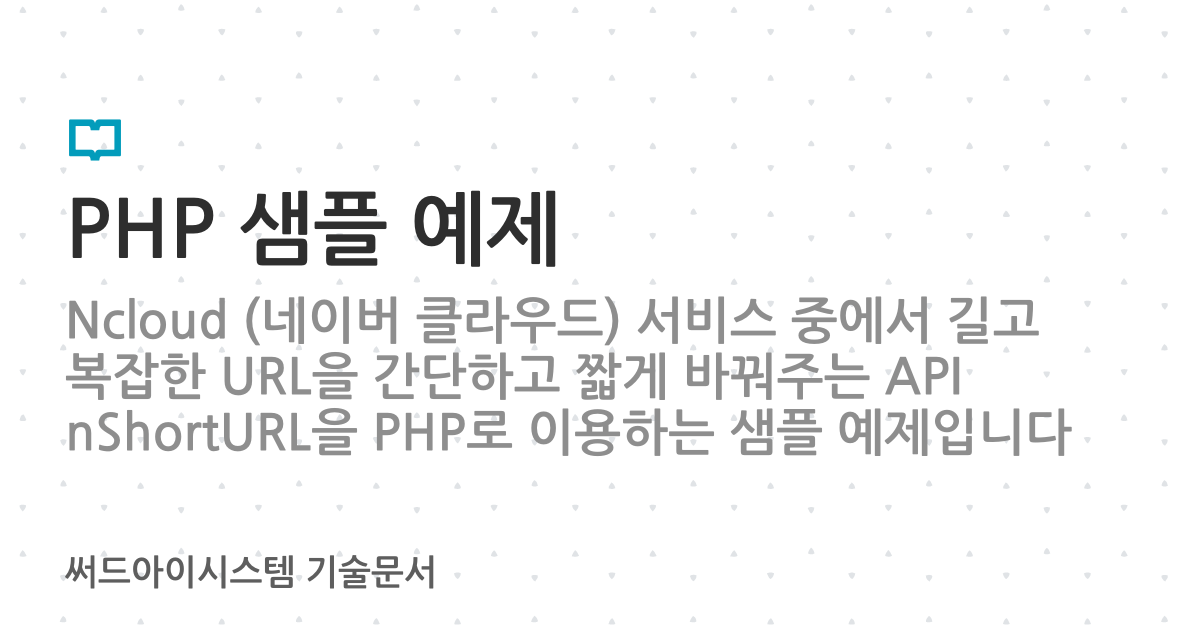 PHP 샘플 예제
Ncloud (네이버 클라우드) 서비스 중에서 길고
복잡한 URL을 간단하고 짧게 바꿔주는 API
nShortURL을 PHP로 이용하는 샘플 예제입니다
써드아이시스템 기술문서